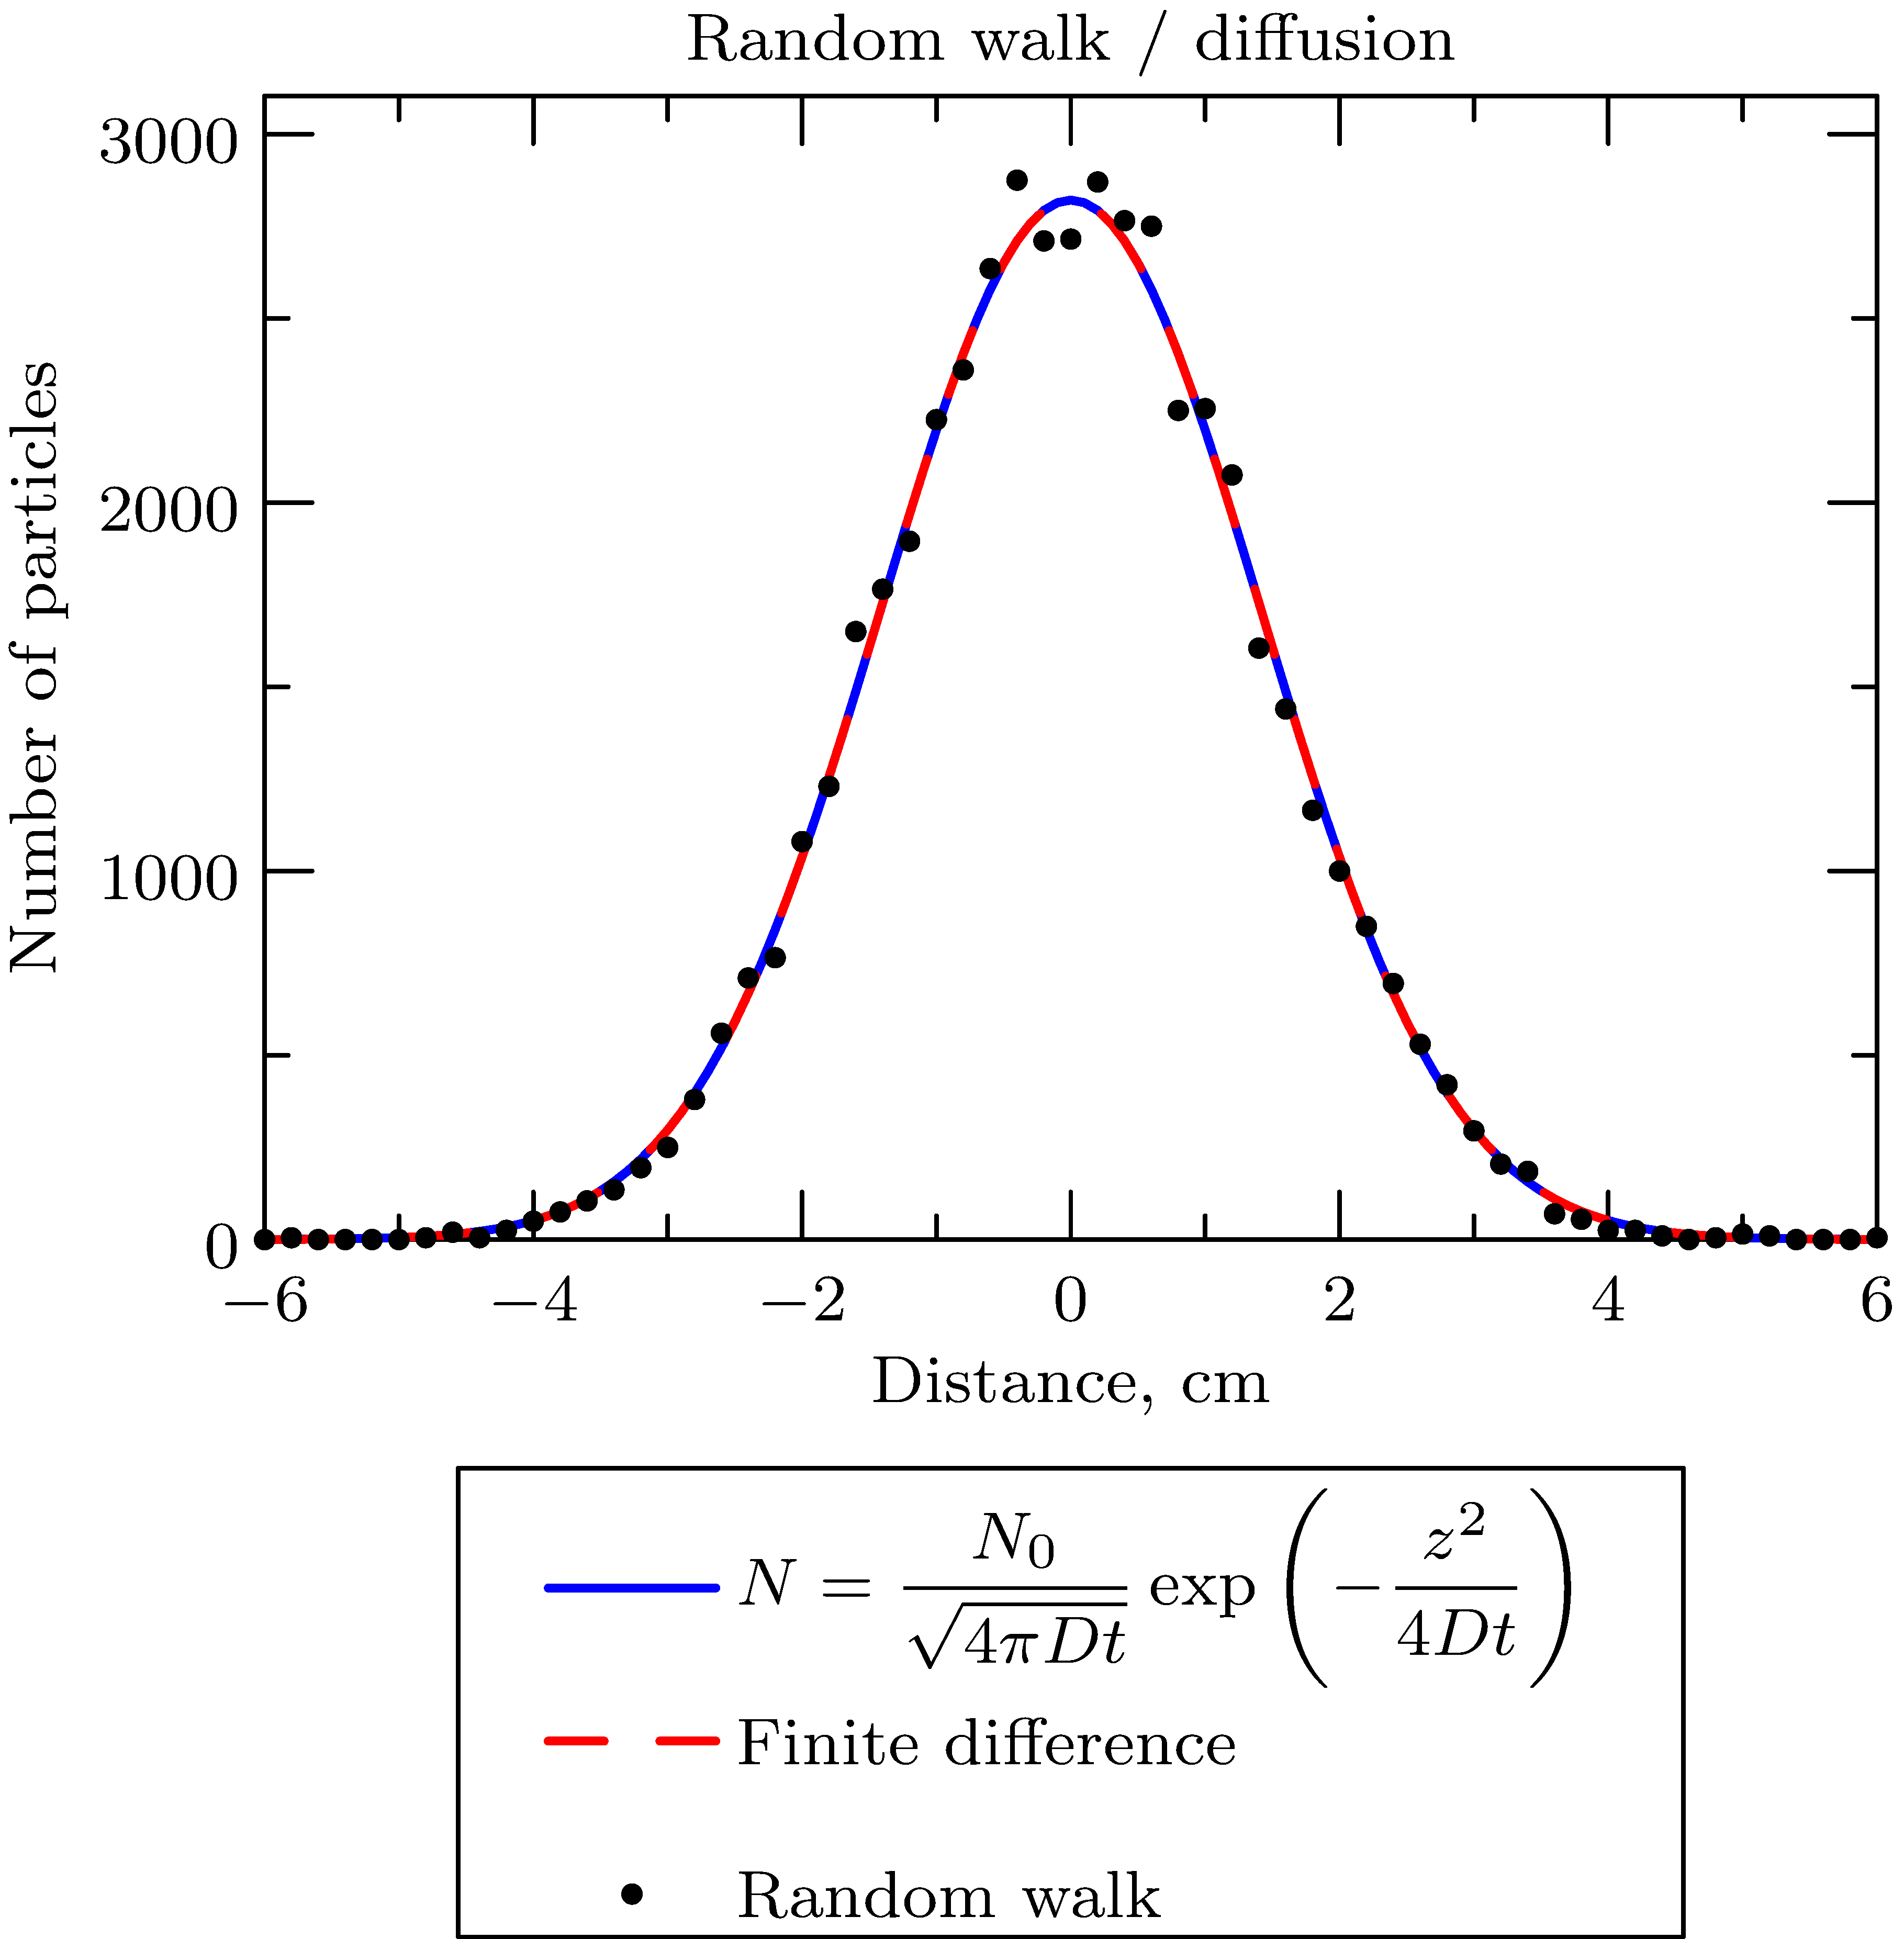 Random walk / diffusion
Number of particles
3000
2000
1000
0
−6 −4 −2 0 2 4 6
Distance, cm
N = N₀/√(4πDt) exp(−z²/4Dt)
Finite difference
Random walk